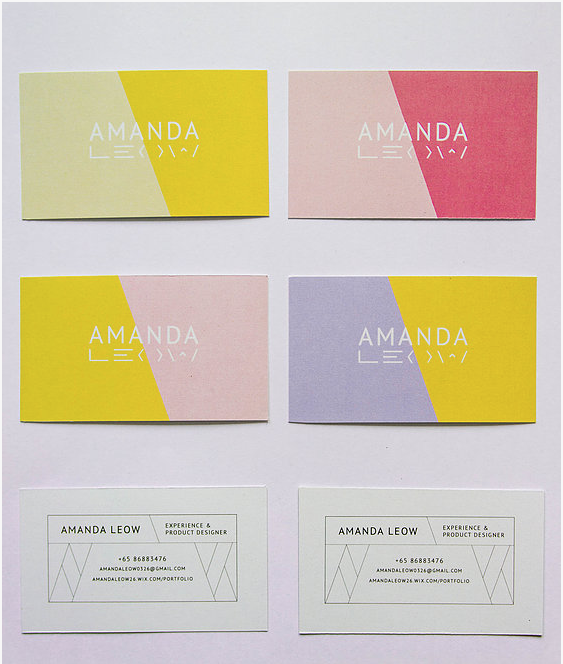 AMANDA
LEOW
AMANDA
LEOW
AMANDA
LEOW
AMANDA
LEOW
AMANDA LEOW
EXPERIENCE &
PRODUCT DESIGNER
+65 86883476
AMANDALEOW0326@GMAIL.COM
AMANDALEOW26.WIX.COM/PORTFOLIO
AMANDA LEOW
EXPERIENCE &
PRODUCT DESIGNER
+65 86883476
AMANDALEOW0326@GMAIL.COM
AMANDALEOW26.WIX.COM/PORTFOLIO